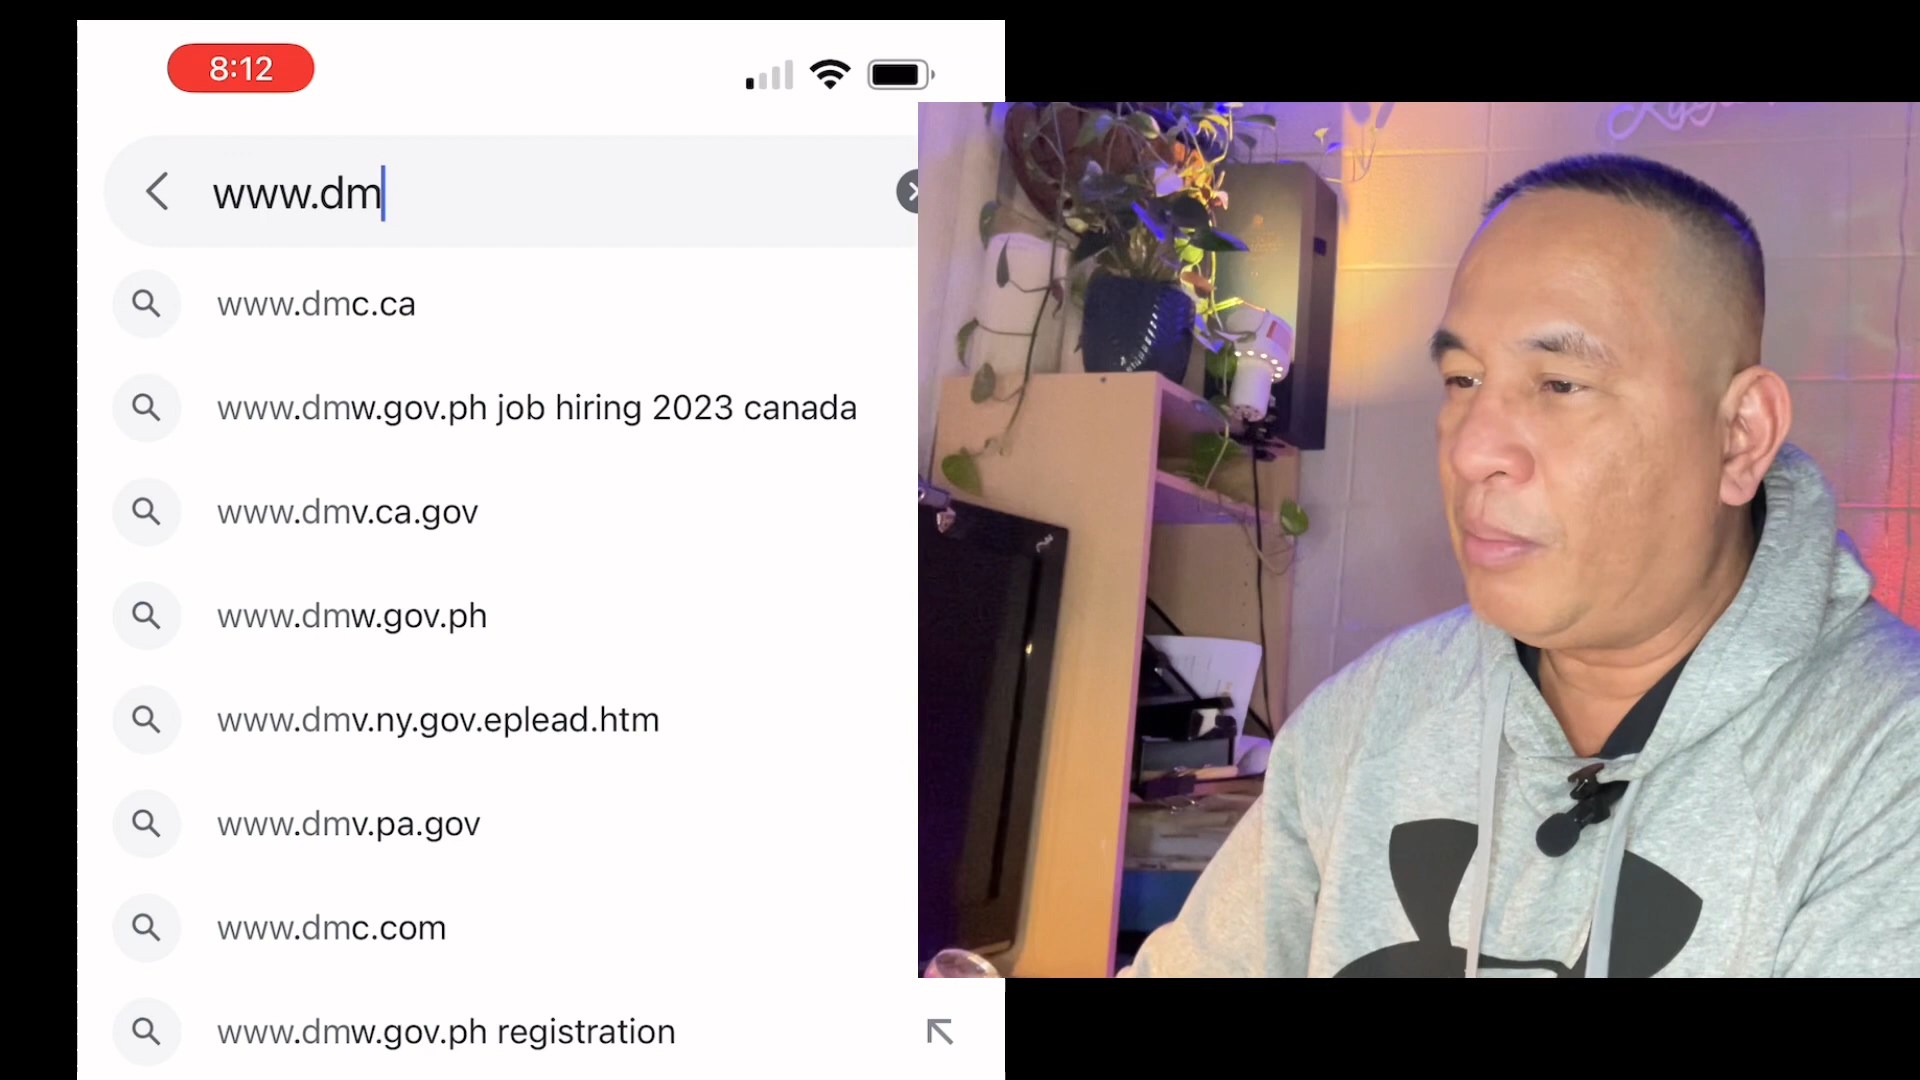 8:12
www.dm
www.dmc.ca
www.dmw.gov.ph job hiring 2023 canada
www.dmv.ca.gov
www.dmw.gov.ph
www.dmv.ny.gov.eplead.htm
www.dmv.pa.gov
www.dmc.com
www.dmw.gov.ph registration